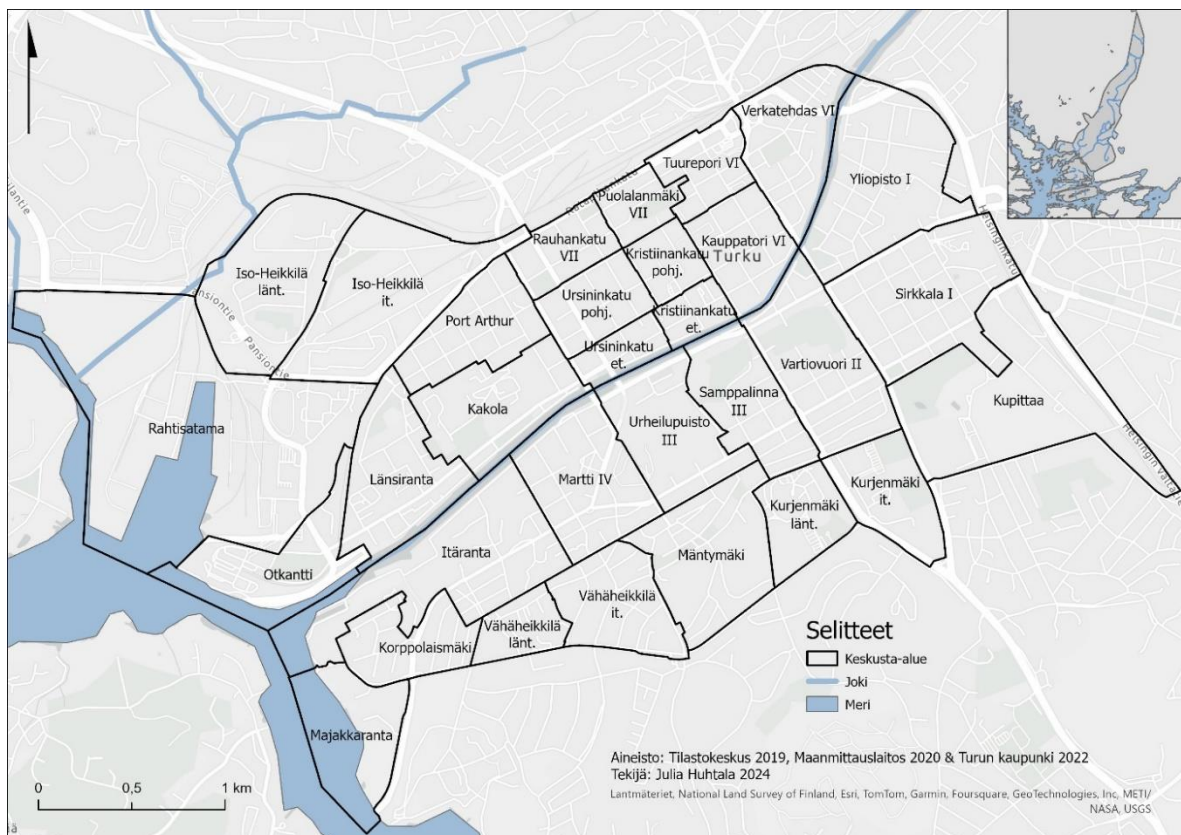 Verkatehdas VI
Tuurepori VI
Yliopisto I
Puolalanmäki
VII
Helsinginkatu
Rauhankatu
VII
Kauppatori VI
Turku
Kristiinankatu
pohj.
Iso-Heikkilä
länt.
Iso-Heikkilä
it.
Sirkkala I
Ursininkatu
pohj.
Pansiontie
Port Arthur
Kristiinankatu
et.
Ursininkatu
et.
Vartiovuori II
Samppalinna
III
Kupittaa
Kakola
Rahtisatama
Urheilupuisto
III
Helsingin valtatie
Länsiranta
Martti IV
Kurjenmäki
it.
Kurjenmäki
länt.
Itäranta
Mäntymäki
Otkantti
Vähäheikkilä
it.
Vähäheikkilä
länt.
Korppolaismäki
Majakkaranta
Selitteet
Keskusta-alue
Joki
Meri
0 0,5 1 km
Aineisto: Tilastokeskus 2019, Maanmittauslaitos 2020 & Turun kaupunki 2022
Tekijä: Julia Huhtala 2024
Lantmäteriet, National Land Survey of Finland, Esri, TomTom, Garmin, Foursquare, GeoTechnologies, Inc, METI/
NASA, USGS